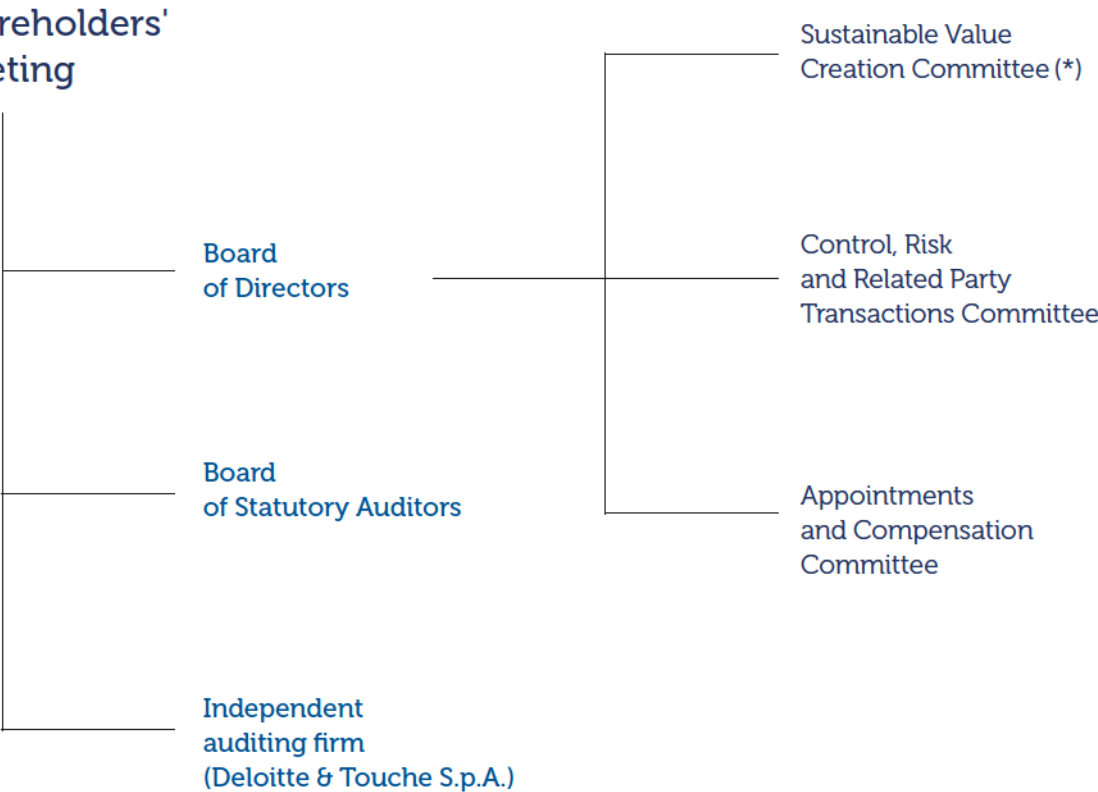 reholders'
eting
Sustainable Value
Creation Committee (*)
Board
of Directors
Control, Risk
and Related Party
Transactions Committee
Board
of Statutory Auditors
Appointments
and Compensation
Committee
Independent
auditing firm
(Deloitte & Touche S.p.A.)